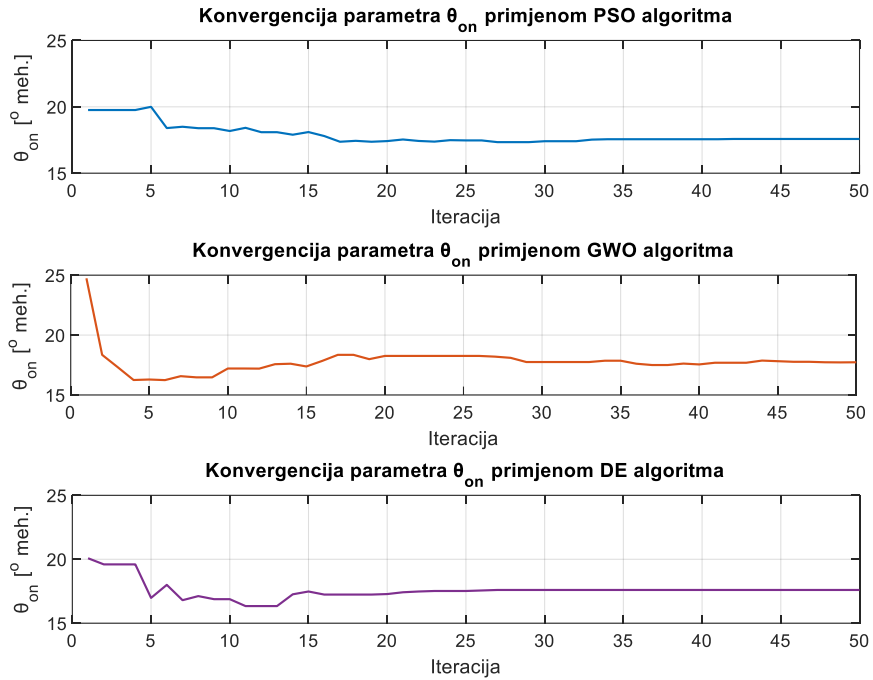 Konvergencija parametra θon primjenom PSO algoritma
25
20
15
θon [o meh.]
0 5 10 15 20 25 30 35 40 45 50
Iteracija
Konvergencija parametra θon primjenom GWO algoritma
25
20
15
θon [o meh.]
0 5 10 15 20 25 30 35 40 45 50
Iteracija
Konvergencija parametra θon primjenom DE algoritma
25
20
15
θon [o meh.]
0 5 10 15 20 25 30 35 40 45 50
Iteracija